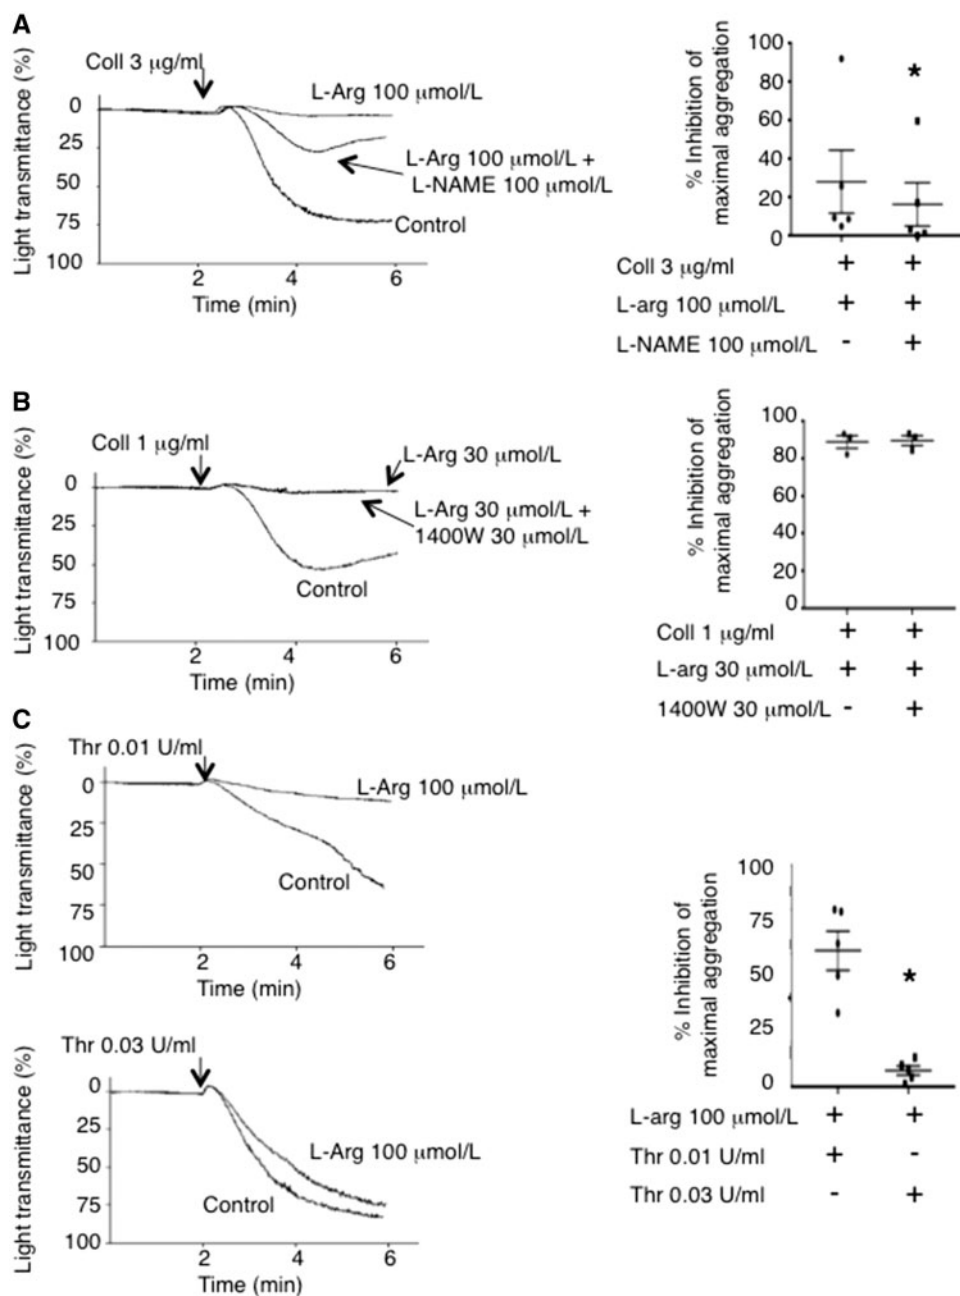 A
Coll 3 μg/ml
Light transmittance (%)
0
25
50
75
100
L-Arg 100 μmol/L
L-Arg 100 μmol/L +
L-NAME 100 μmol/L
Control
2
4
6
Time (min)
% Inhibition of
maximal aggregation
100
80
60
40
20
0
*
Coll 3 μg/ml + +
L-arg 100 μmol/L + +
L-NAME 100 μmol/L - +
B
Coll 1 μg/ml
Light transmittance (%)
0
25
50
75
100
L-Arg 30 μmol/L
L-Arg 30 μmol/L +
1400W 30 μmol/L
Control
2
4
6
Time (min)
% Inhibition of
maximal aggregation
100
80
60
40
20
0
Coll 1 μg/ml + +
L-arg 30 μmol/L + +
1400W 30 μmol/L - +
C
Thr 0.01 U/ml
Light transmittance (%)
0
25
50
75
100
L-Arg 100 μmol/L
Control
2
4
6
Time (min)
Thr 0.03 U/ml
Light transmittance (%)
0
25
50
75
100
L-Arg 100 μmol/L
Control
2
4
6
Time (min)
% Inhibition of
maximal aggregation
100
75
50
25
0
*
L-arg 100 μmol/L + +
Thr 0.01 U/ml + -
Thr 0.03 U/ml - +